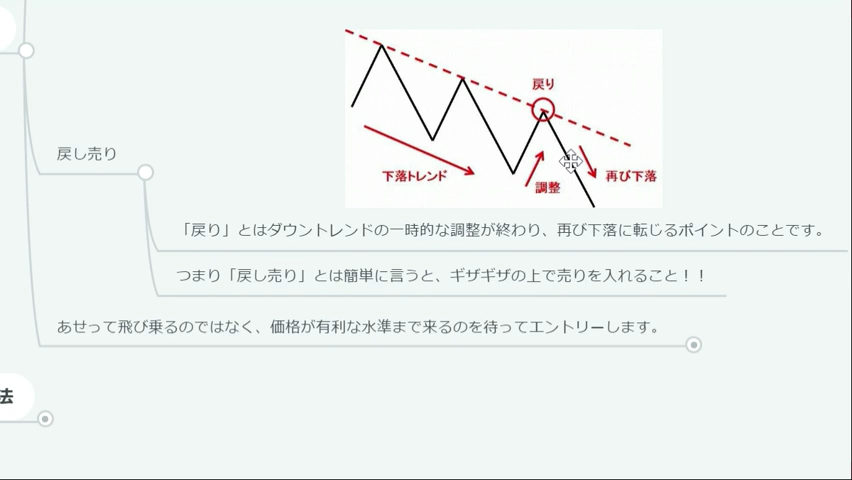 戻り
下落トレンド
調整
再び下落
戻し売り
「戻り」とはダウントレンドの一時的な調整が終わり、再び下落に転じるポイントのことです。
つまり「戻し売り」とは簡単に言うと、ギザギザの上で売りを入れること！！
あせって飛び乗るのではなく、価格が有利な水準まで来るのを待ってエントリーします。
法